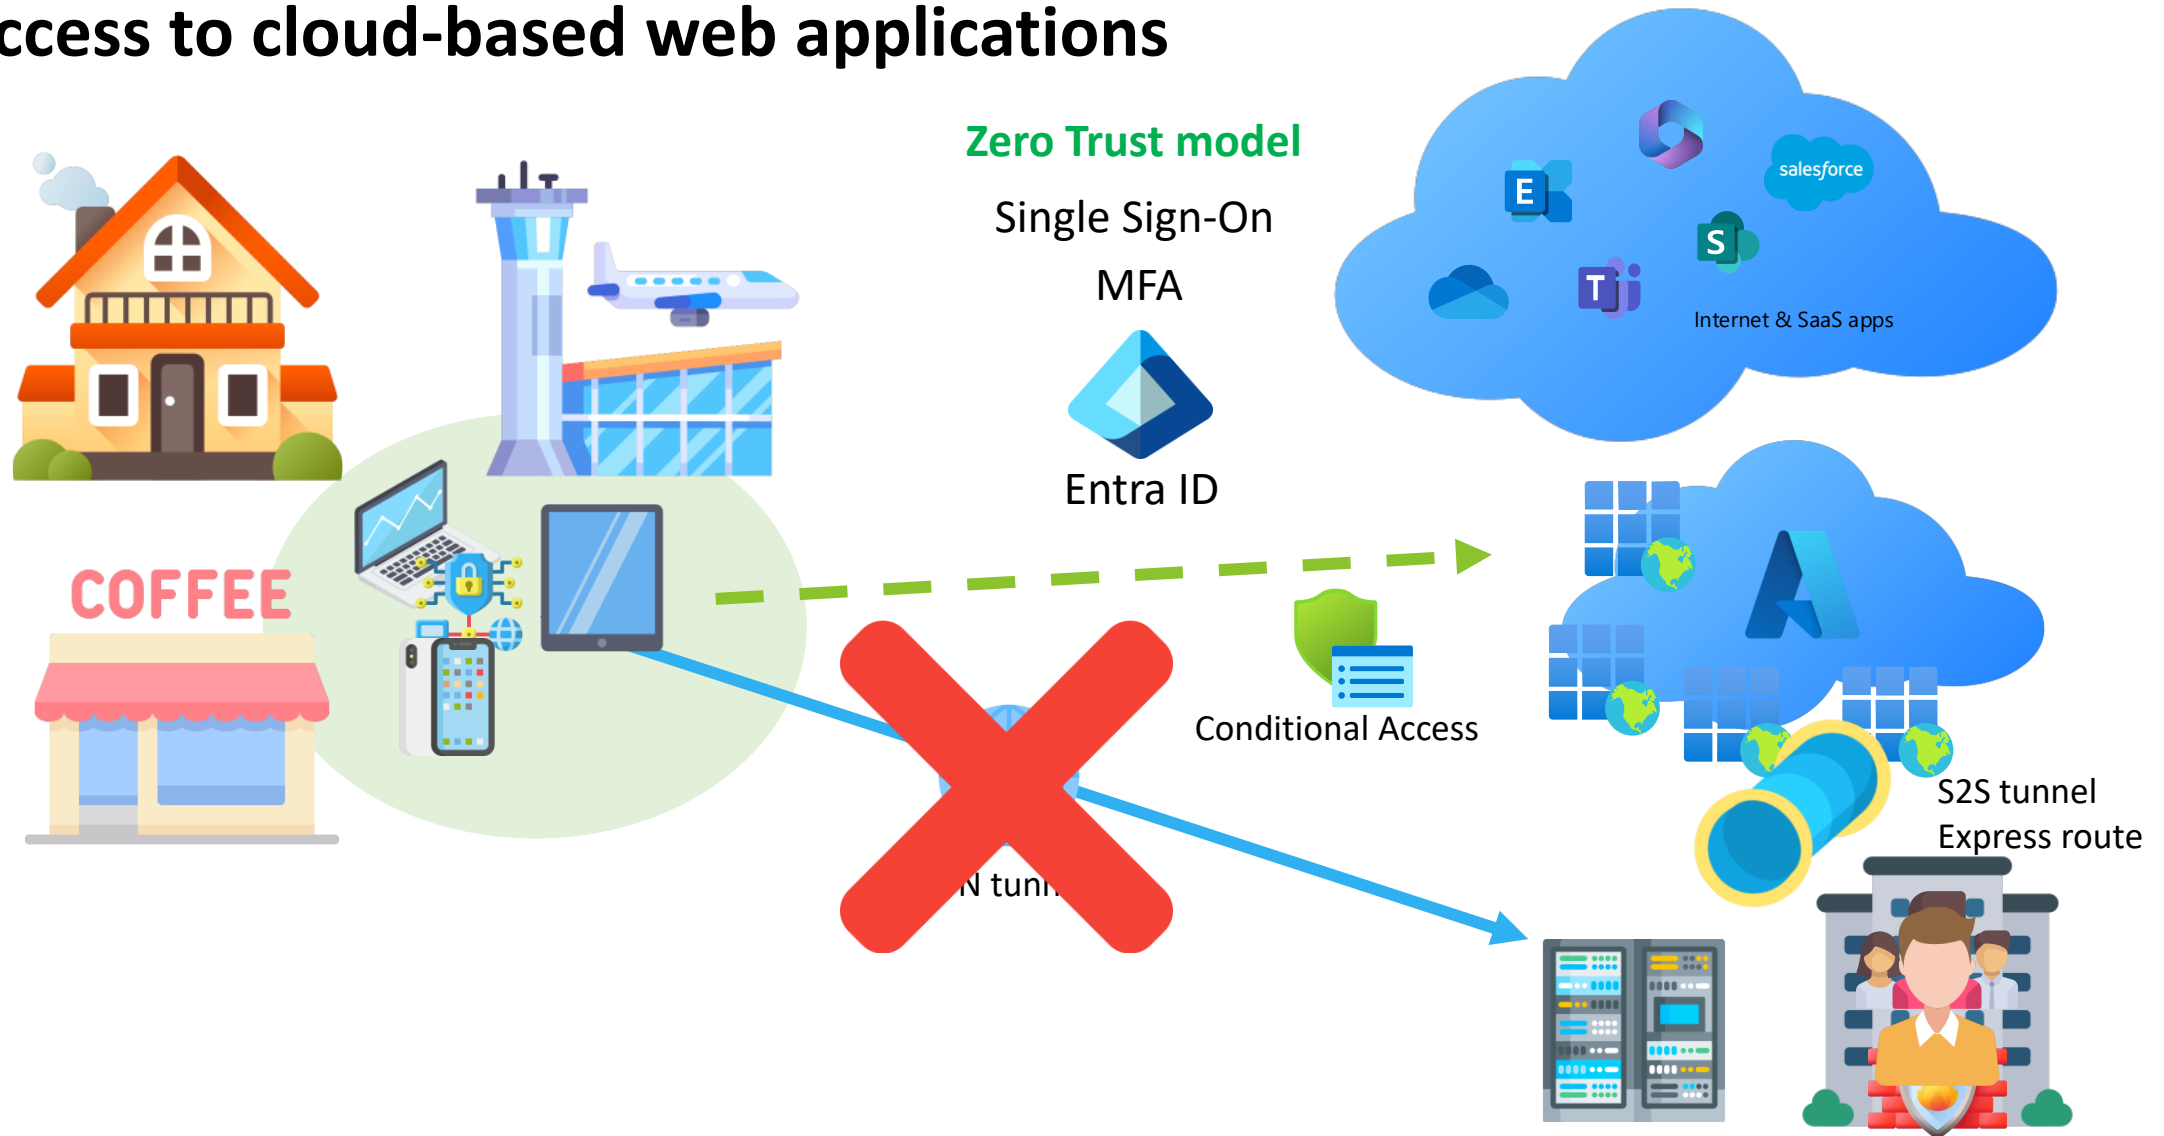 ccess to cloud-based web applications
Zero Trust model
Single Sign-On
MFA
Entra ID
E
salesforce
S
T
Internet & SaaS apps
COFFEE
Conditional Access
N tunn
S2S tunnel
Express route